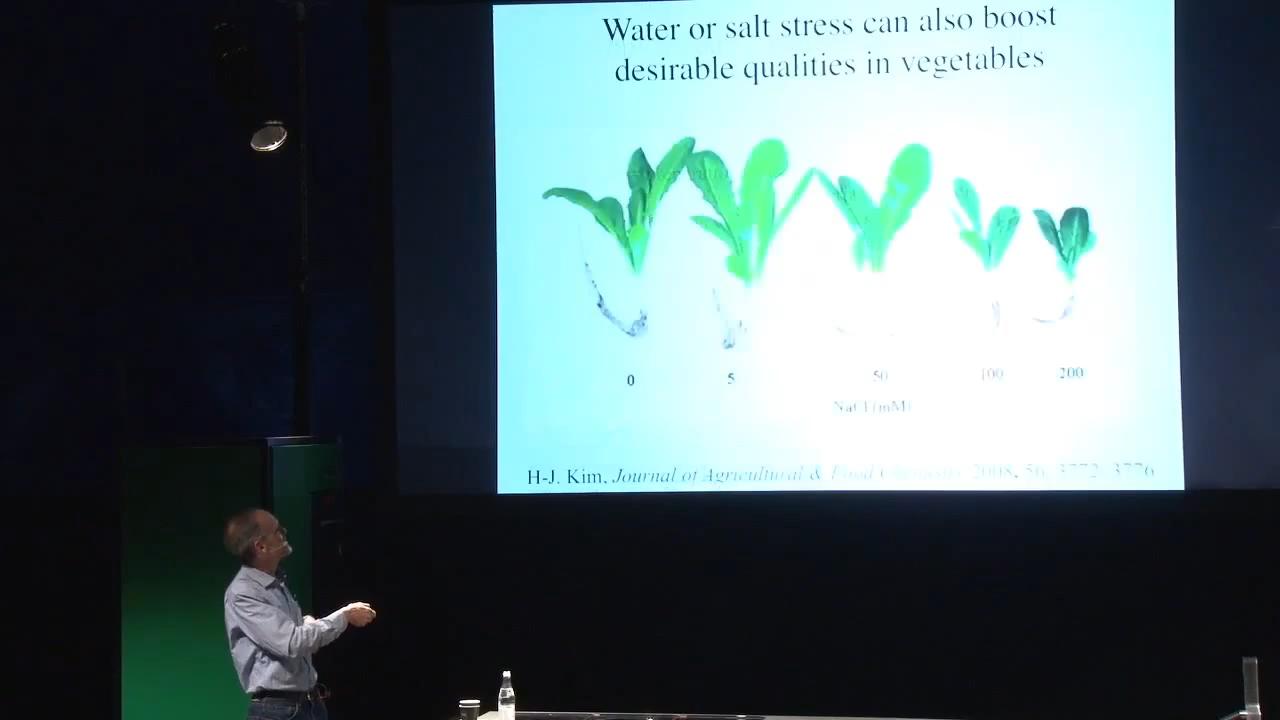 Water or salt stress can also boost
desirable qualities in vegetables
0 5 50 100 200
NaCl (mM)
H-J. Kim, Journal of Agricultural & Food Chemistry 2008, 56, 3772-3776